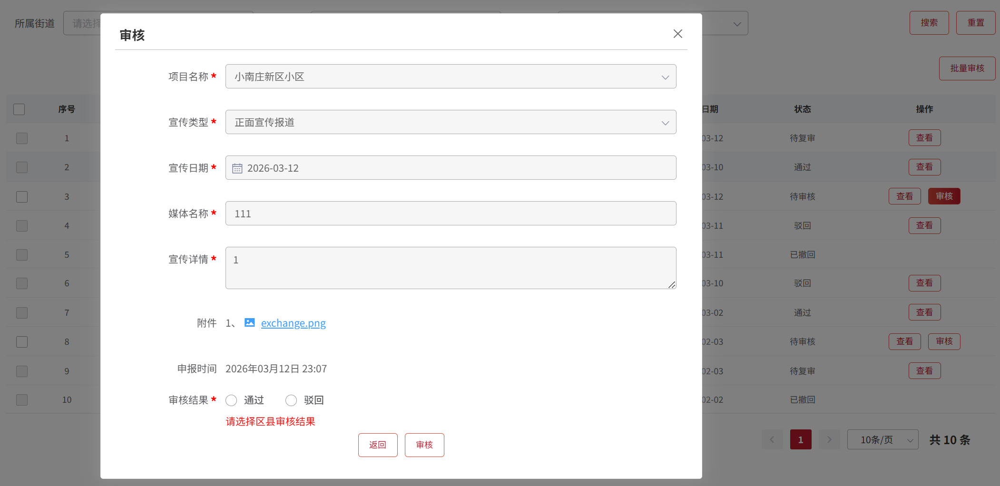 所属街道 请选择 搜索 重置
批量审核
审核
项目名称* 小南庄新区小区
宣传类型* 正面宣传报道
宣传日期* 2026-03-12
媒体名称* 111
宣传详情* 1
附件 1、 exchange.png
申报时间 2026年03月12日 23:07
审核结果* 通过 驳回
请选择区县审核结果
返回 审核
序号 日期 状态 操作
1 03-12 待复审 查看
2 03-10 通过 查看
3 03-12 待审核 查看 审核
4 03-11 驳回 查看
5 03-11 已撤回
6 03-10 驳回 查看
7 03-02 通过 查看
8 02-03 待审核 查看 审核
9 02-03 待复审 查看
10 02-02 已撤回
1 10条/页 共 10 条